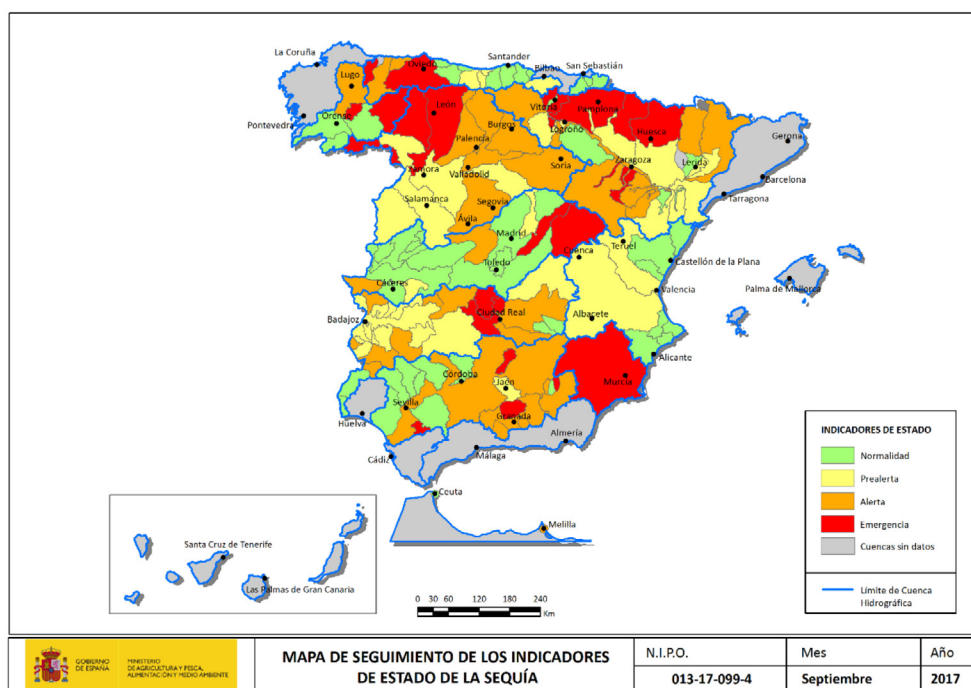 La Coruña
Lugo
Oviedo
Santander
Bilbao
San Sebastián
Pontevedra
Orense
León
Vitoria
Pamplona
Burgos
Logroño
Huesca
Gerona
Palencia
Zamora
Valladolid
Soria
Zaragoza
Lérida
Barcelona
Tarragona
Salamanca
Segovia
Ávila
Madrid
Teruel
Cuenca
Toledo
Castellón de la Plana
Cáceres
Valencia
Palma de Mallorca
Badajoz
Ciudad Real
Albacete
Alicante
Córdoba
Jaén
Murcia
Sevilla
Huelva
Granada
Almería
Cádiz
Málaga
Ceuta
Melilla
Santa Cruz de Tenerife
Las Palmas de Gran Canaria
0 30 60 120 180 240
Km
INDICADORES
DE ESTADO
Normalidad
Prealerta
Alerta
Emergencia
Cuencas sin datos
Límite de Cuenca
Hidrográfica
GOBIERNO
DE ESPAÑA
MINISTERIO
DE AGRICULTURA Y PESCA,
ALIMENTACIÓN Y MEDIO AMBIENTE
MAPA DE SEGUIMIENTO DE LOS INDICADORES
DE ESTADO DE LA SEQUÍA
N.I.P.O.
Mes
Año
013-17-099-4
Septiembre
2017